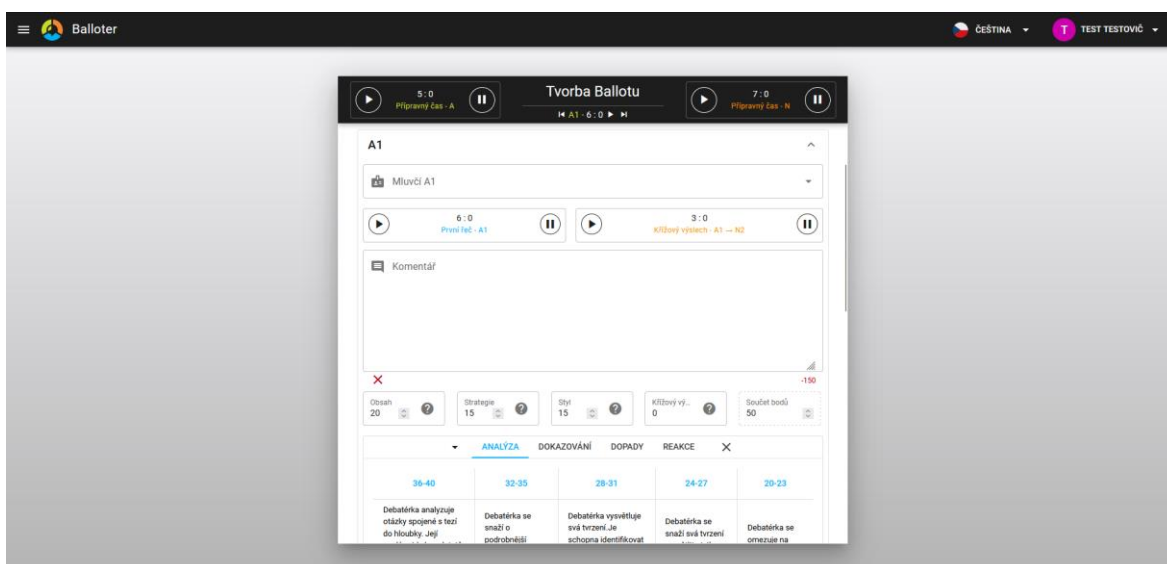 Balloter
ČEŠTINA
T
TEST TESTOVIČ
5 : 0
Přípravný čas - A
Tvorba Ballotu
A1 - 6 : 0
7 : 0
Přípravný čas - N
A1
Mluvčí A1
6 : 0
První řeč - A1
3 : 0
Křížový výslech - A1 → N2
Komentář
-150
Obsah
20
Strategie
15
Styl
15
Křížový vý...
0
Součet bodů
50
ANALÝZA DOKAZOVÁNÍ DOPADY REAKCE
36-40 32-35 28-31 24-27 20-23
Debatérka analyzuje
otázky spojené s tezí
do hloubky. Její
Debatérka se
snaží o
podrobnější
Debatérka vysvětluje
svá tvrzení.Je
schopna identifikovat
Debatérka se
snaží svá tvrzení
Debatérka se
omezuje na